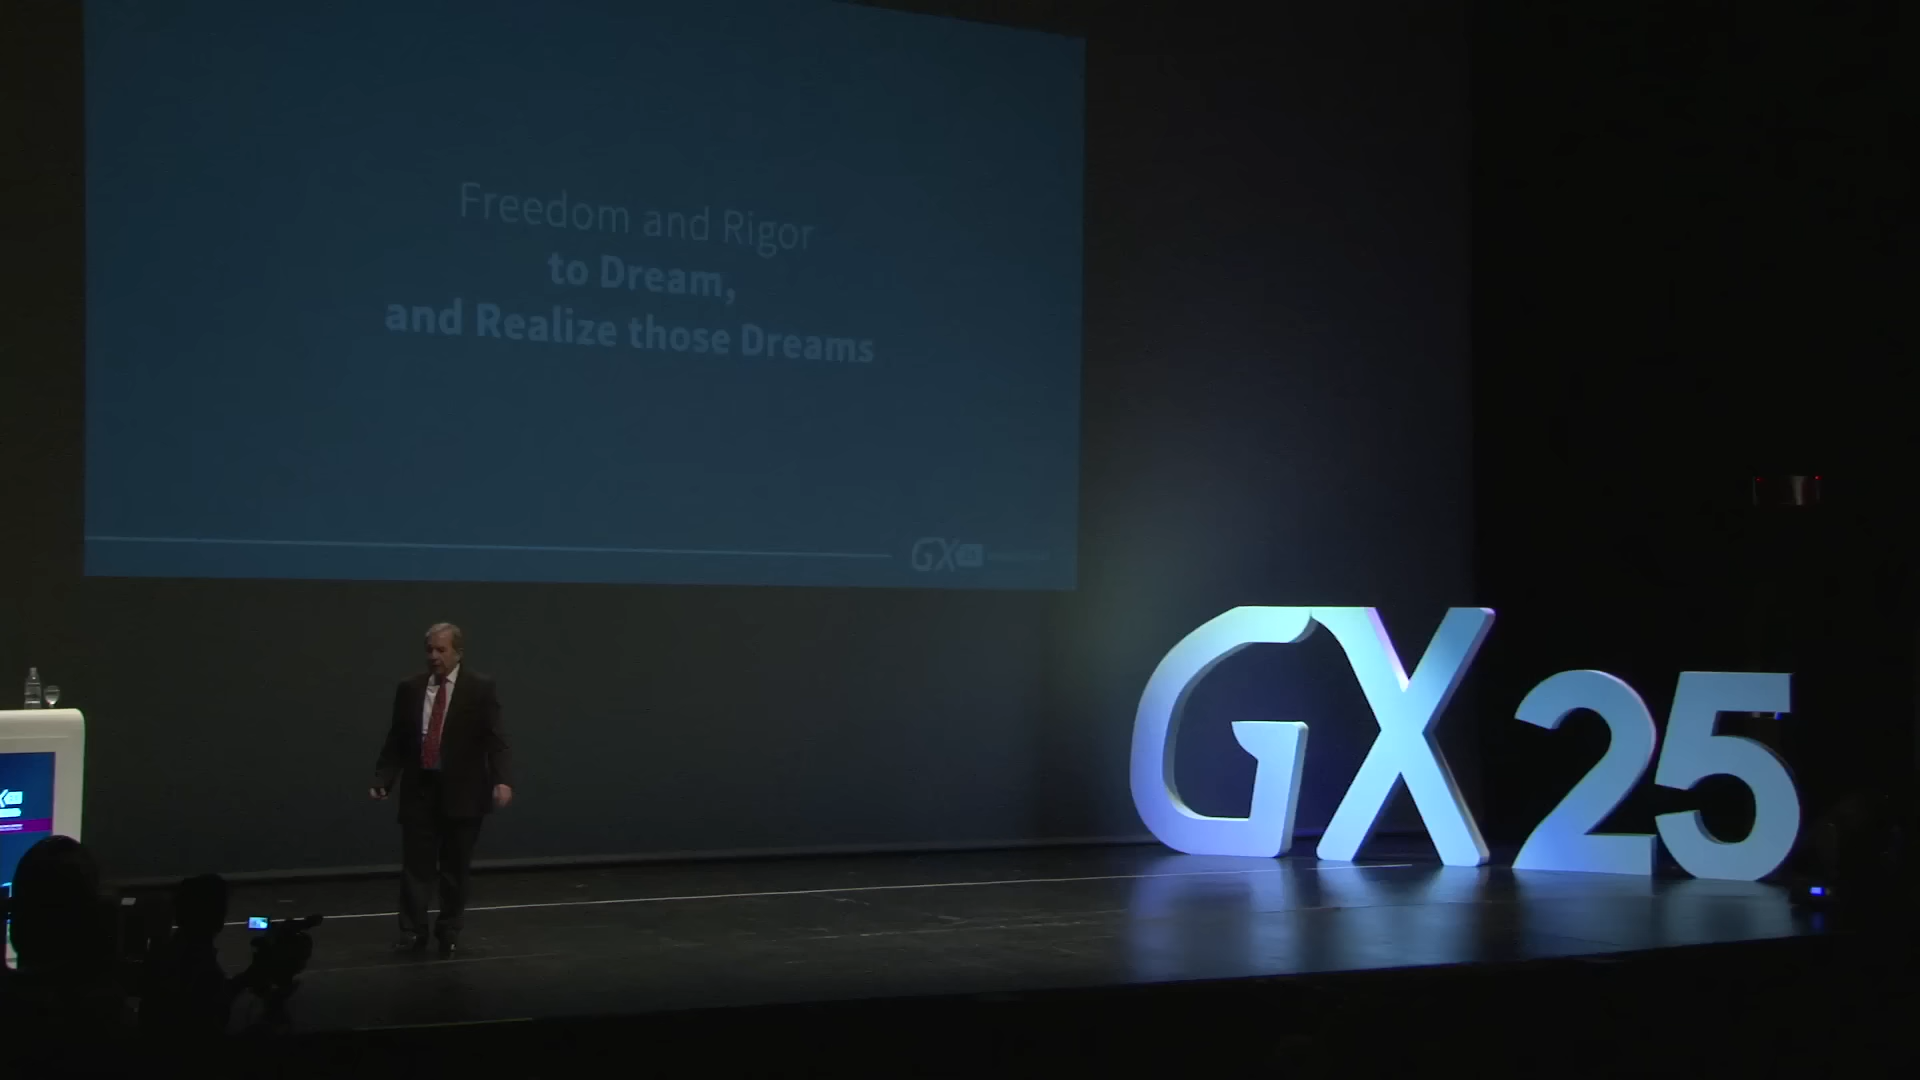 Freedom and Rigor
to Dream,
and Realize those Dreams
GX
GX25